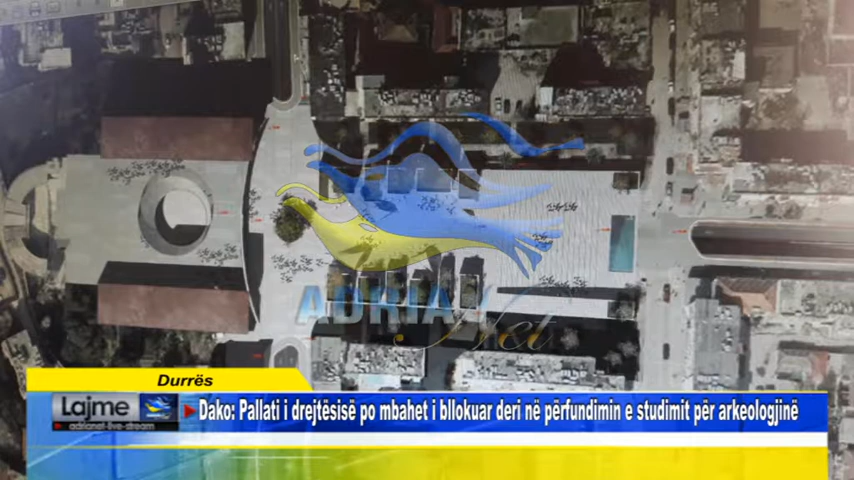 ADRIA Net
Durrës
Lajme
adrianet-live-stream
Dako: Pallati i drejtësisë po mbahet i bllokuar deri në përfundimin e studimit për arkeologjinë